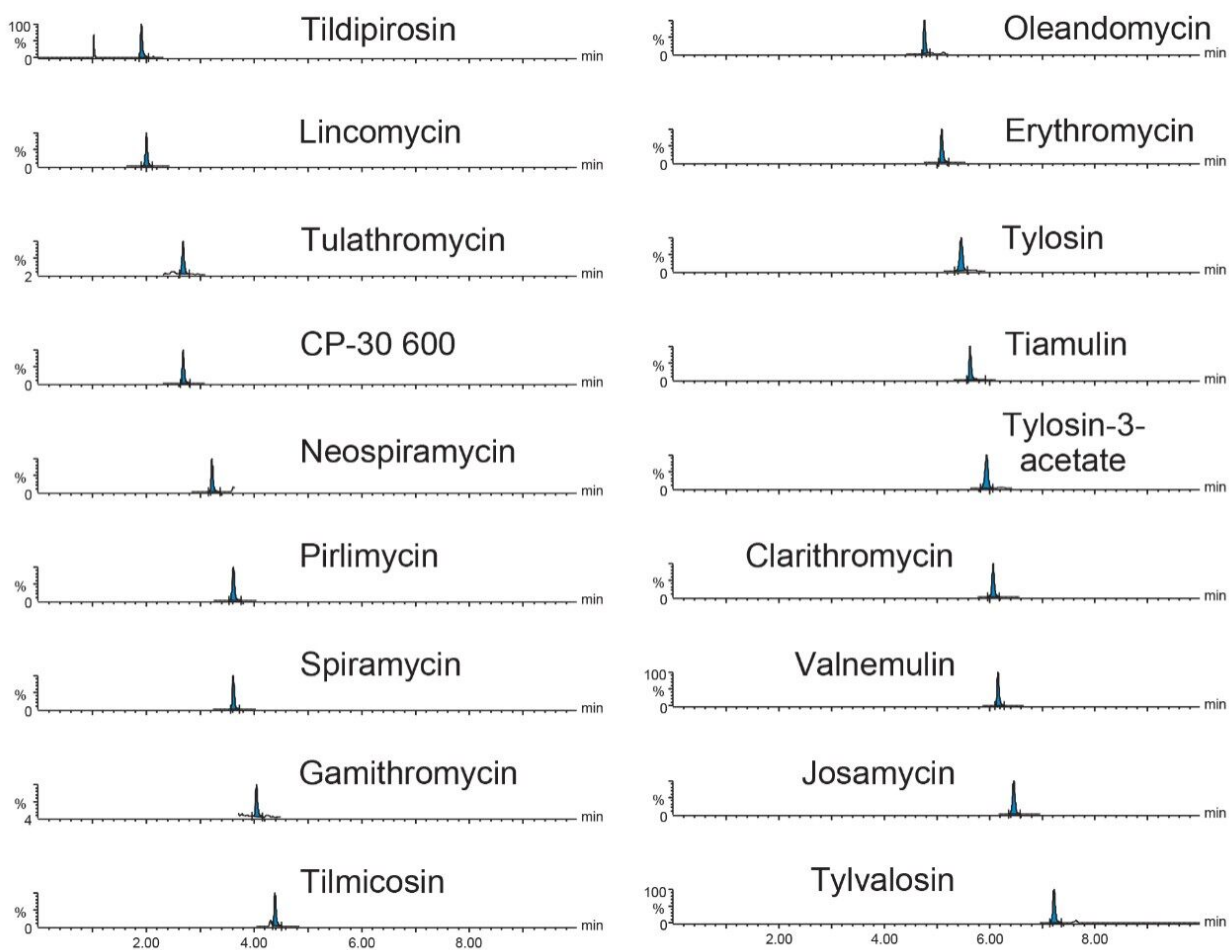 100
%
0
Tildipirosin
min
%
0
Lincomycin
min
%
2
Tulathromycin
min
%
0
CP-30 600
min
%
0
Neospiramycin
min
%
0
Pirlimycin
min
%
0
Spiramycin
min
%
4
Gamithromycin
min
%
0
Tilmicosin
min
2.00 4.00 6.00 8.00
%
0
Oleandomycin
min
%
0
Erythromycin
min
%
0
Tylosin
min
%
0
Tiamulin
min
%
0
Tylosin-3-
acetate
min
%
0
Clarithromycin
min
100
%
0
Valnemulin
min
%
0
Josamycin
min
100
%
0
Tylvalosin
min
2.00 4.00 6.00 8.00